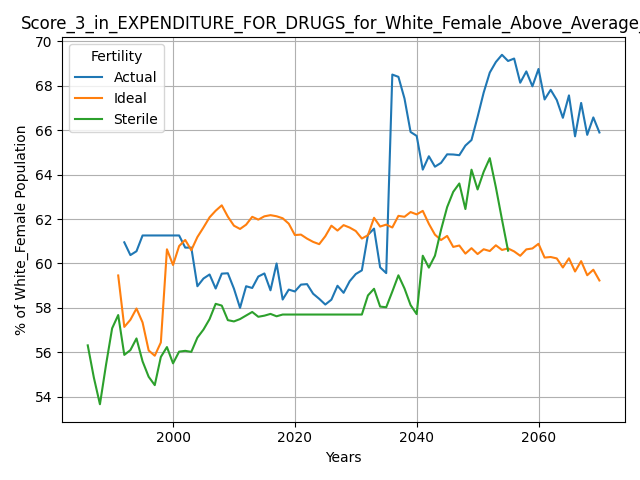 Score_3_in_EXPENDITURE_FOR_DRUGS_for_White_Female_Above_Average_
Fertility
Actual
Ideal
Sterile
% of White_Female Population
70
68
66
64
62
60
58
56
54
2000
2020
2040
2060
Years